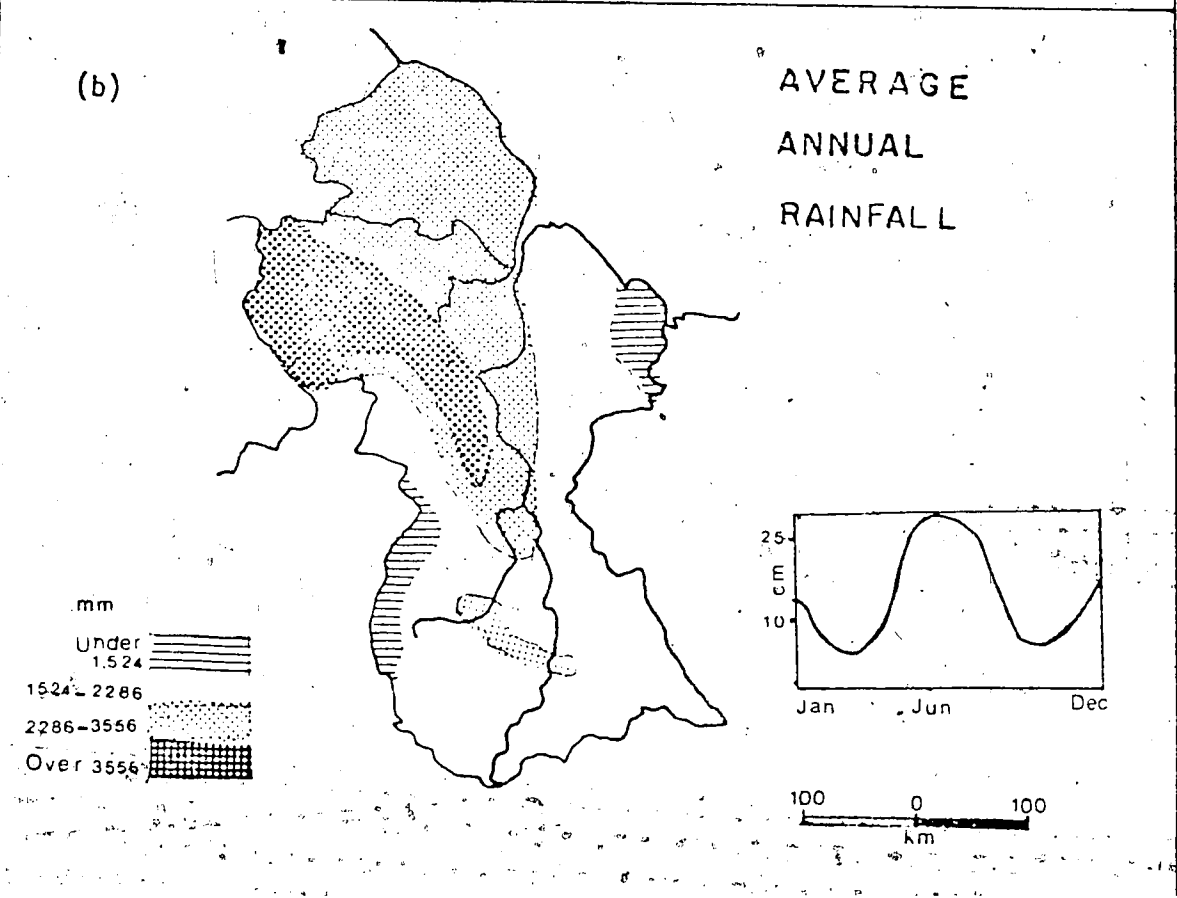 (b)
AVERAGE
ANNUAL
RAINFALL
mm
Under
1.524
1524-2286
2286-3556
Over 3556
25
cm
10
Jan Jun Dec
100 0 100
km